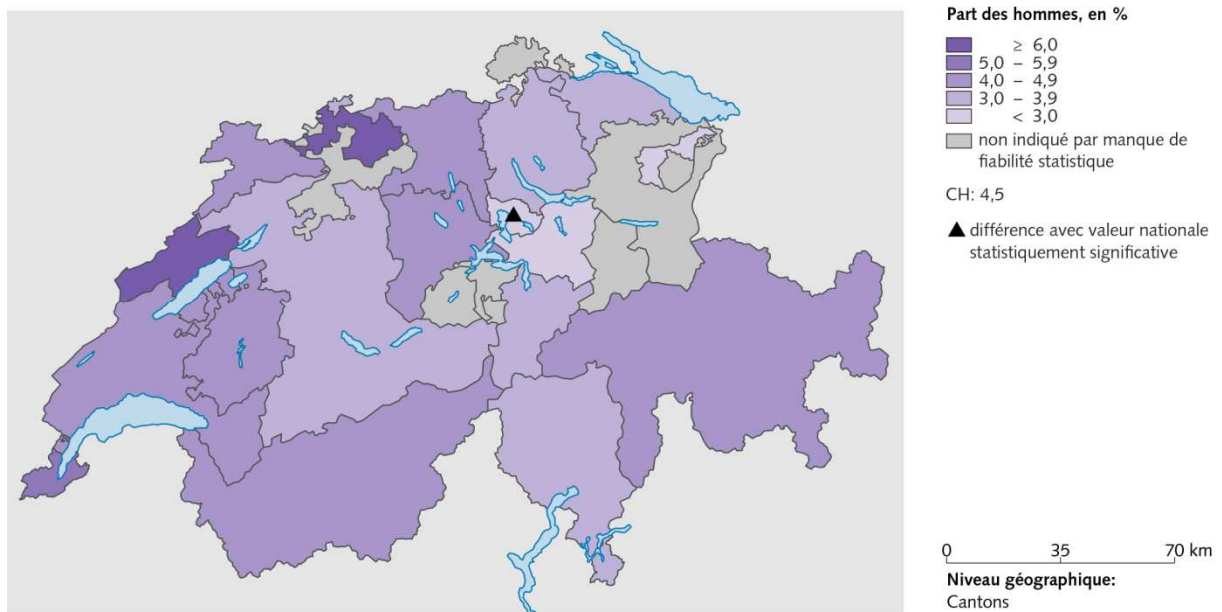 Part des hommes, en %
≥ 6,0
5,0 – 5,9
4,0 – 4,9
3,0 – 3,9
< 3,0
non indiqué par manque de
fiabilité statistique
CH: 4,5
▲ différence avec valeur nationale
statistiquement significative
0 35 70 km
Niveau géographique:
Cantons